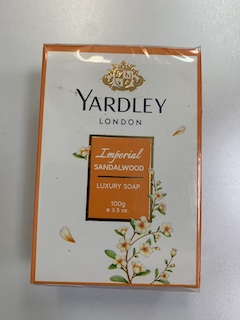 YARDLEY
LONDON
Imperial
SANDALWOOD
LUXURY SOAP
100g
e 3.5 oz.